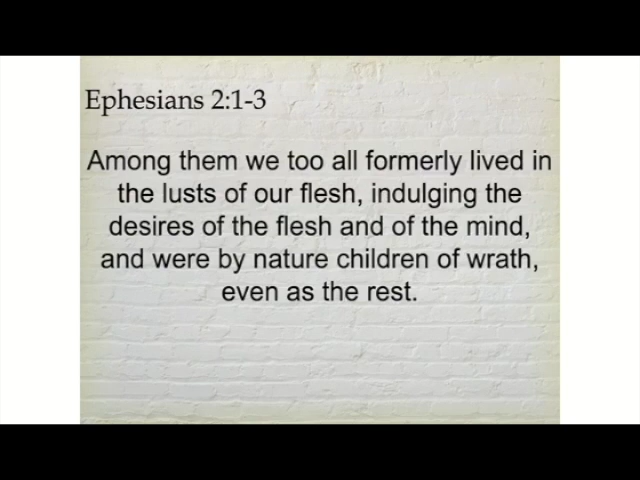 Ephesians 2:1-3
Among them we too all formerly lived in
the lusts of our flesh, indulging the
desires of the flesh and of the mind,
and were by nature children of wrath,
even as the rest.